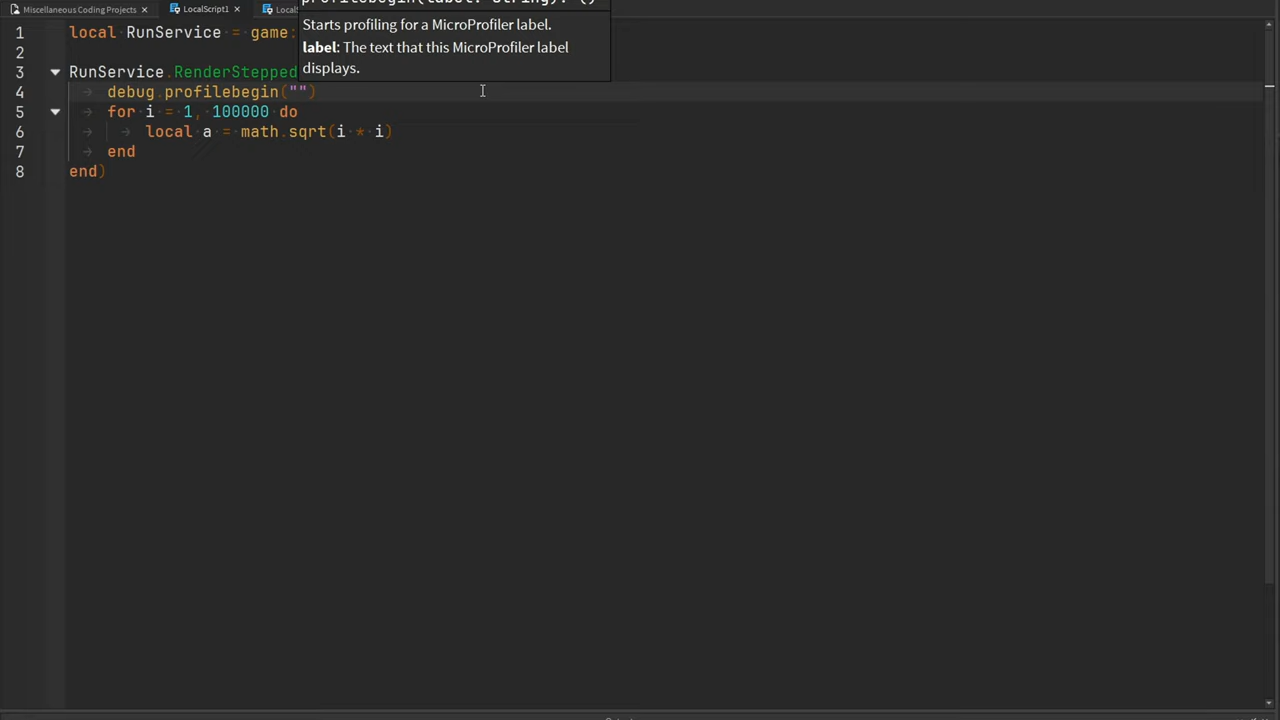 Miscellaneous Coding Projects × LocalScript1 ×
Starts profiling for a MicroProfiler label.
label: The text that this MicroProfiler label
displays.
1 local RunService = game:
2
3 RunService.RenderStepped
4 debug.profilebegin("")
5 for i = 1, 100000 do
6 local a = math.sqrt(i * i)
7 end
8 end)